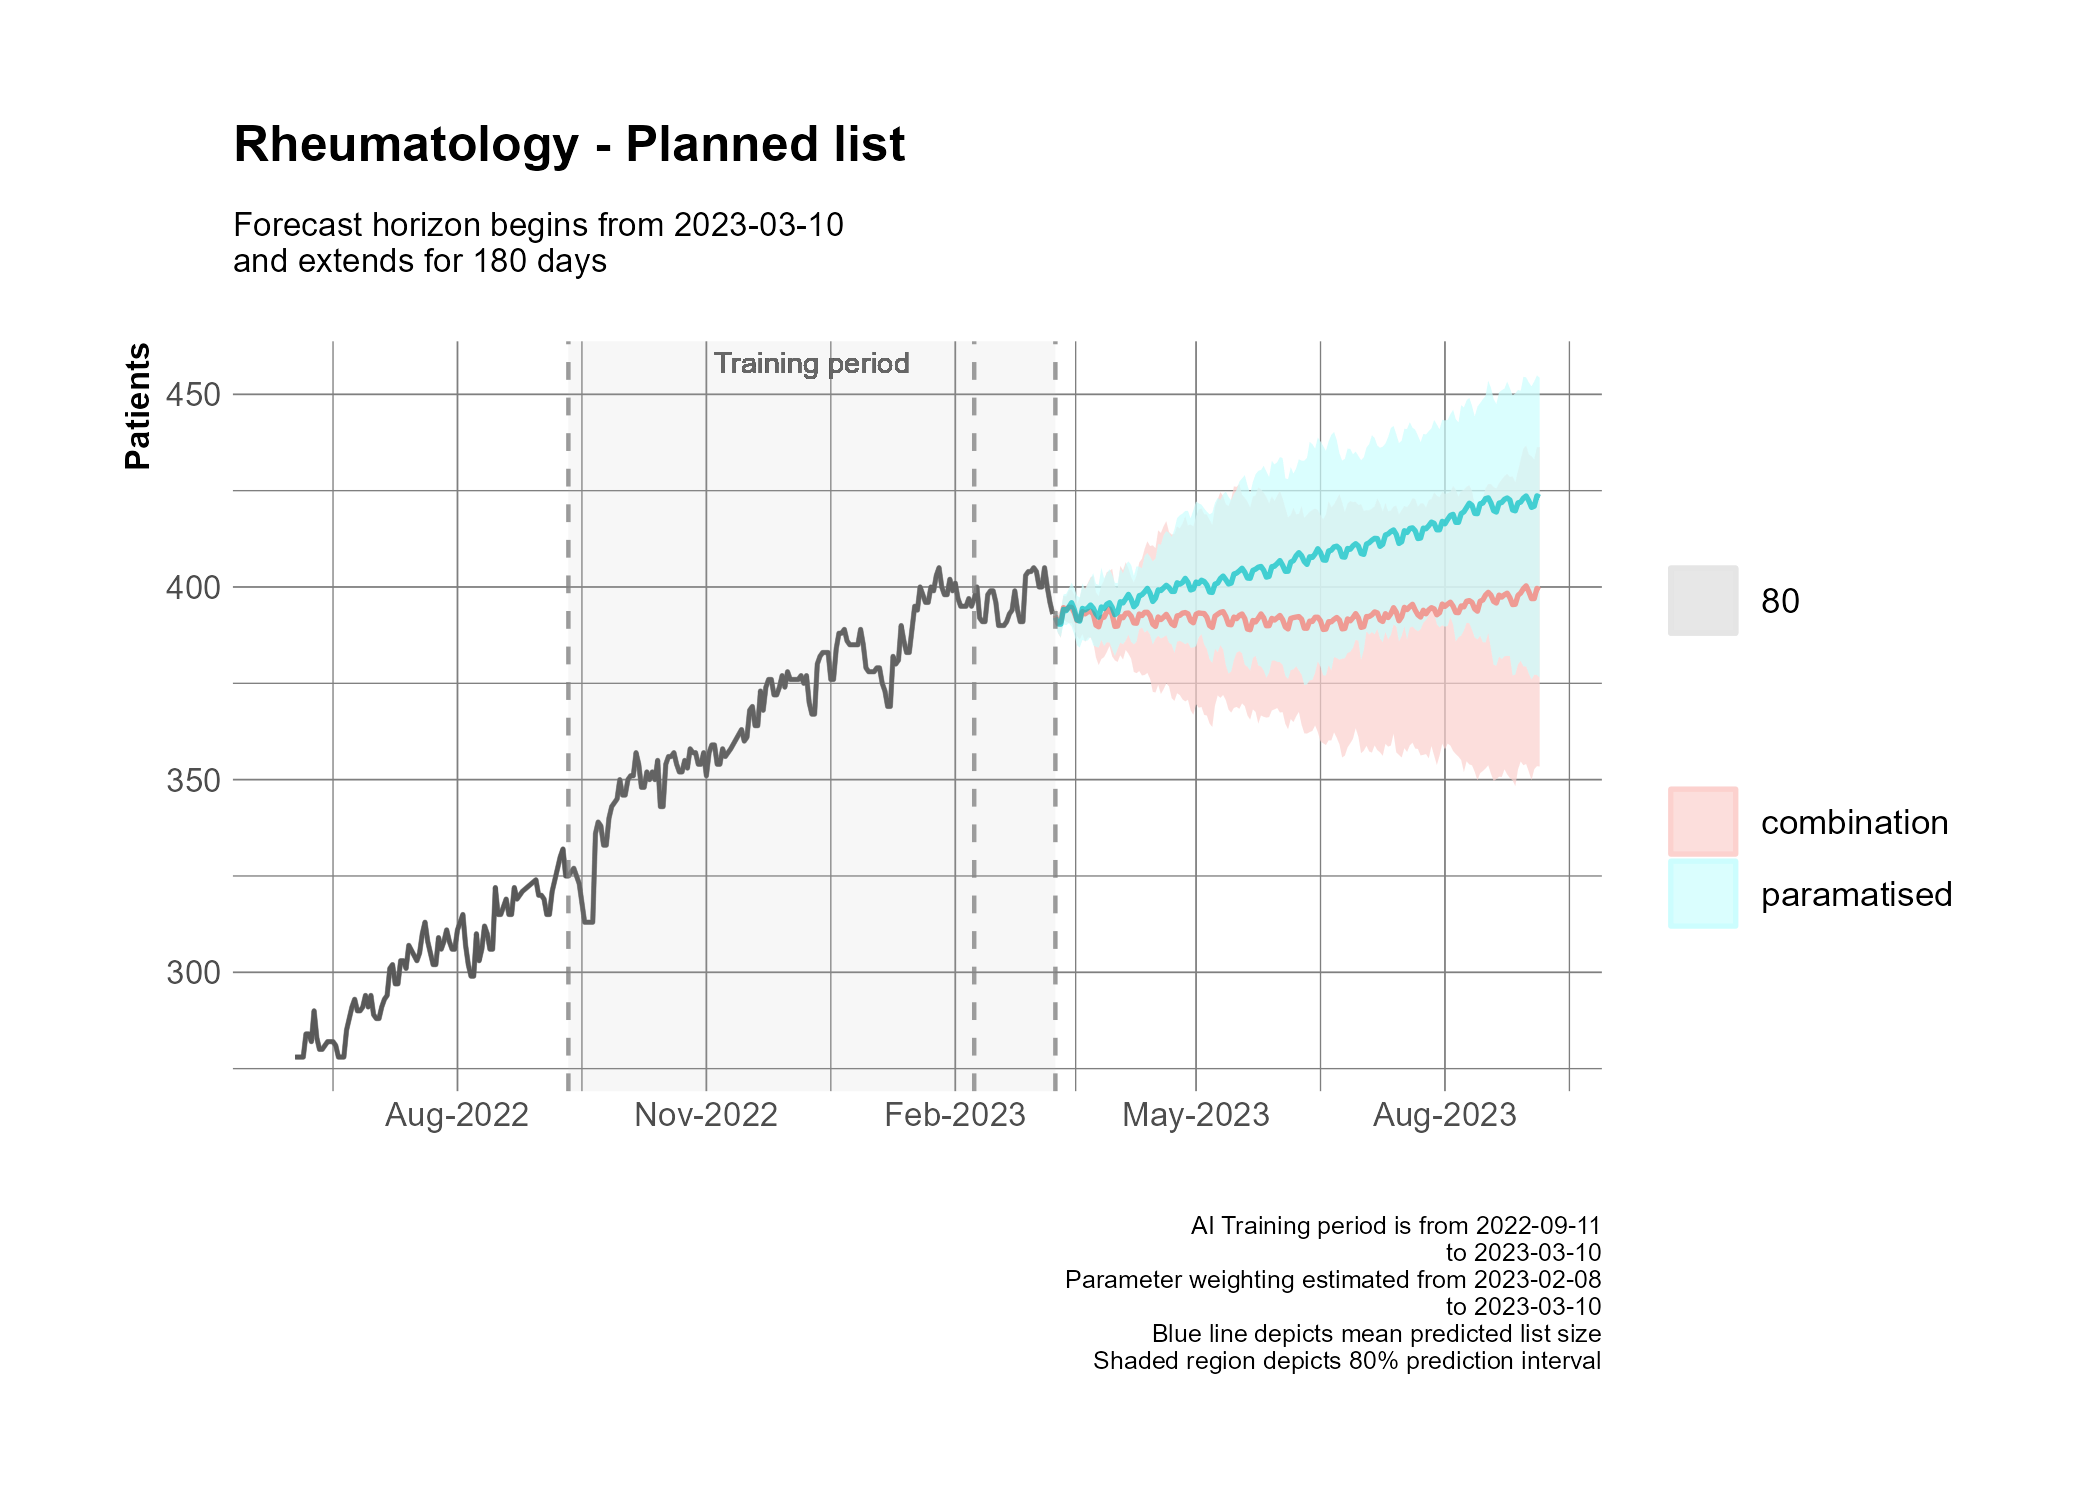 Rheumatology - Planned list
Forecast horizon begins from 2023-03-10
and extends for 180 days
Patients
Training period
450
400
350
300
Aug-2022
Nov-2022
Feb-2023
May-2023
Aug-2023
80
combination
paramatised
AI Training period is from 2022-09-11
to 2023-03-10
Parameter weighting estimated from 2023-02-08
to 2023-03-10
Blue line depicts mean predicted list size
Shaded region depicts 80% prediction interval